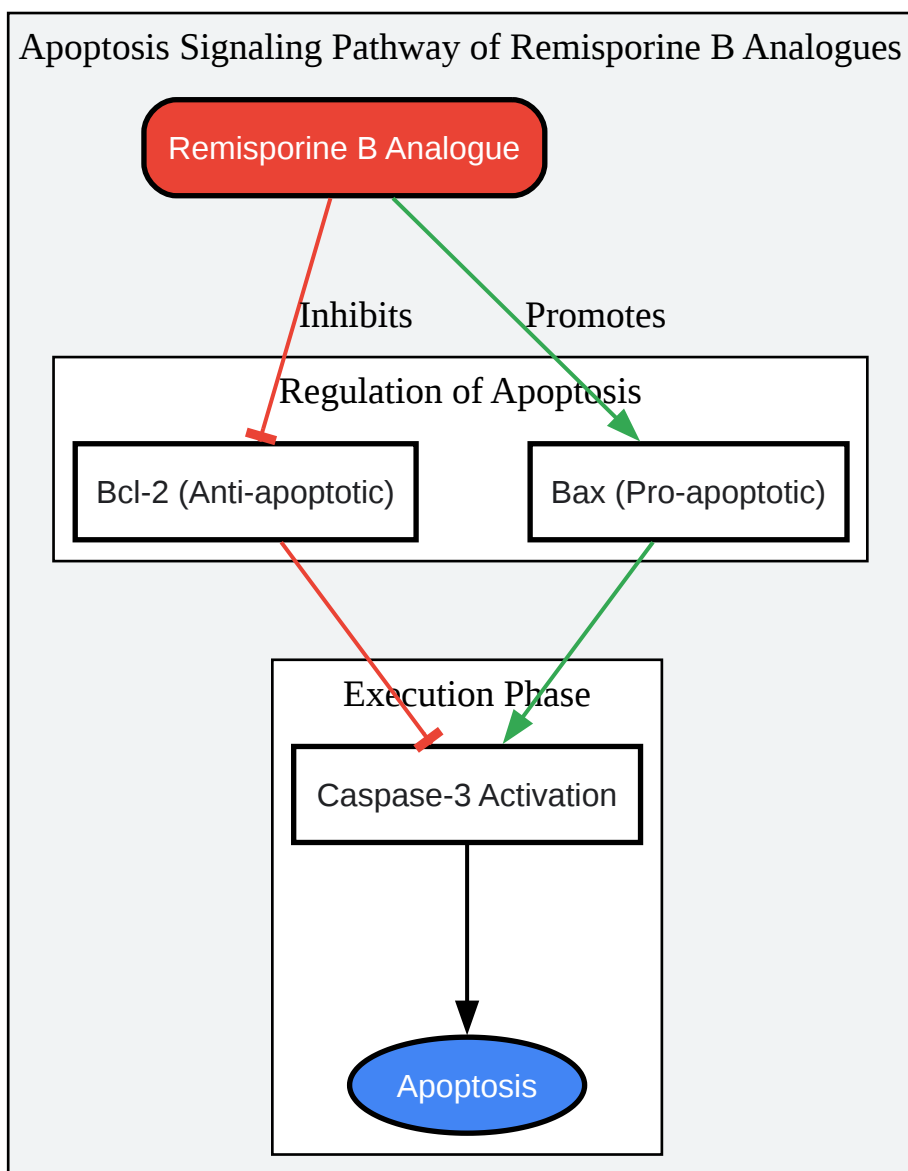 Apoptosis Signaling Pathway of Remisporine B Analogues
Remisporine B Analogue
Inhibits
Promotes
Regulation of Apoptosis
Bcl-2 (Anti-apoptotic)
Bax (Pro-apoptotic)
Execution Phase
Caspase-3 Activation
Apoptosis